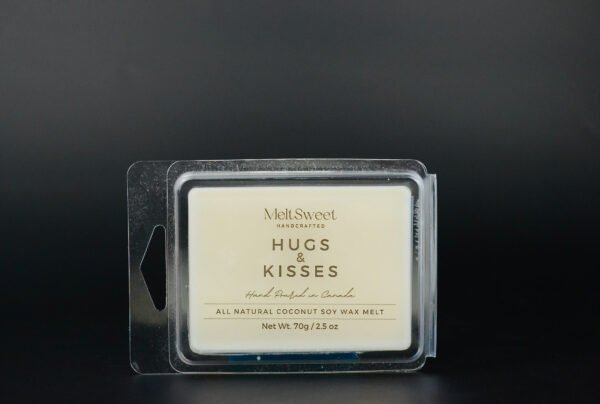 MeltSweet
HANDCRAFTED
HUGS
&
KISSES
Hand Poured in Canada
ALL NATURAL COCONUT SOY WAX MELT
Net Wt. 70g / 2.5 oz